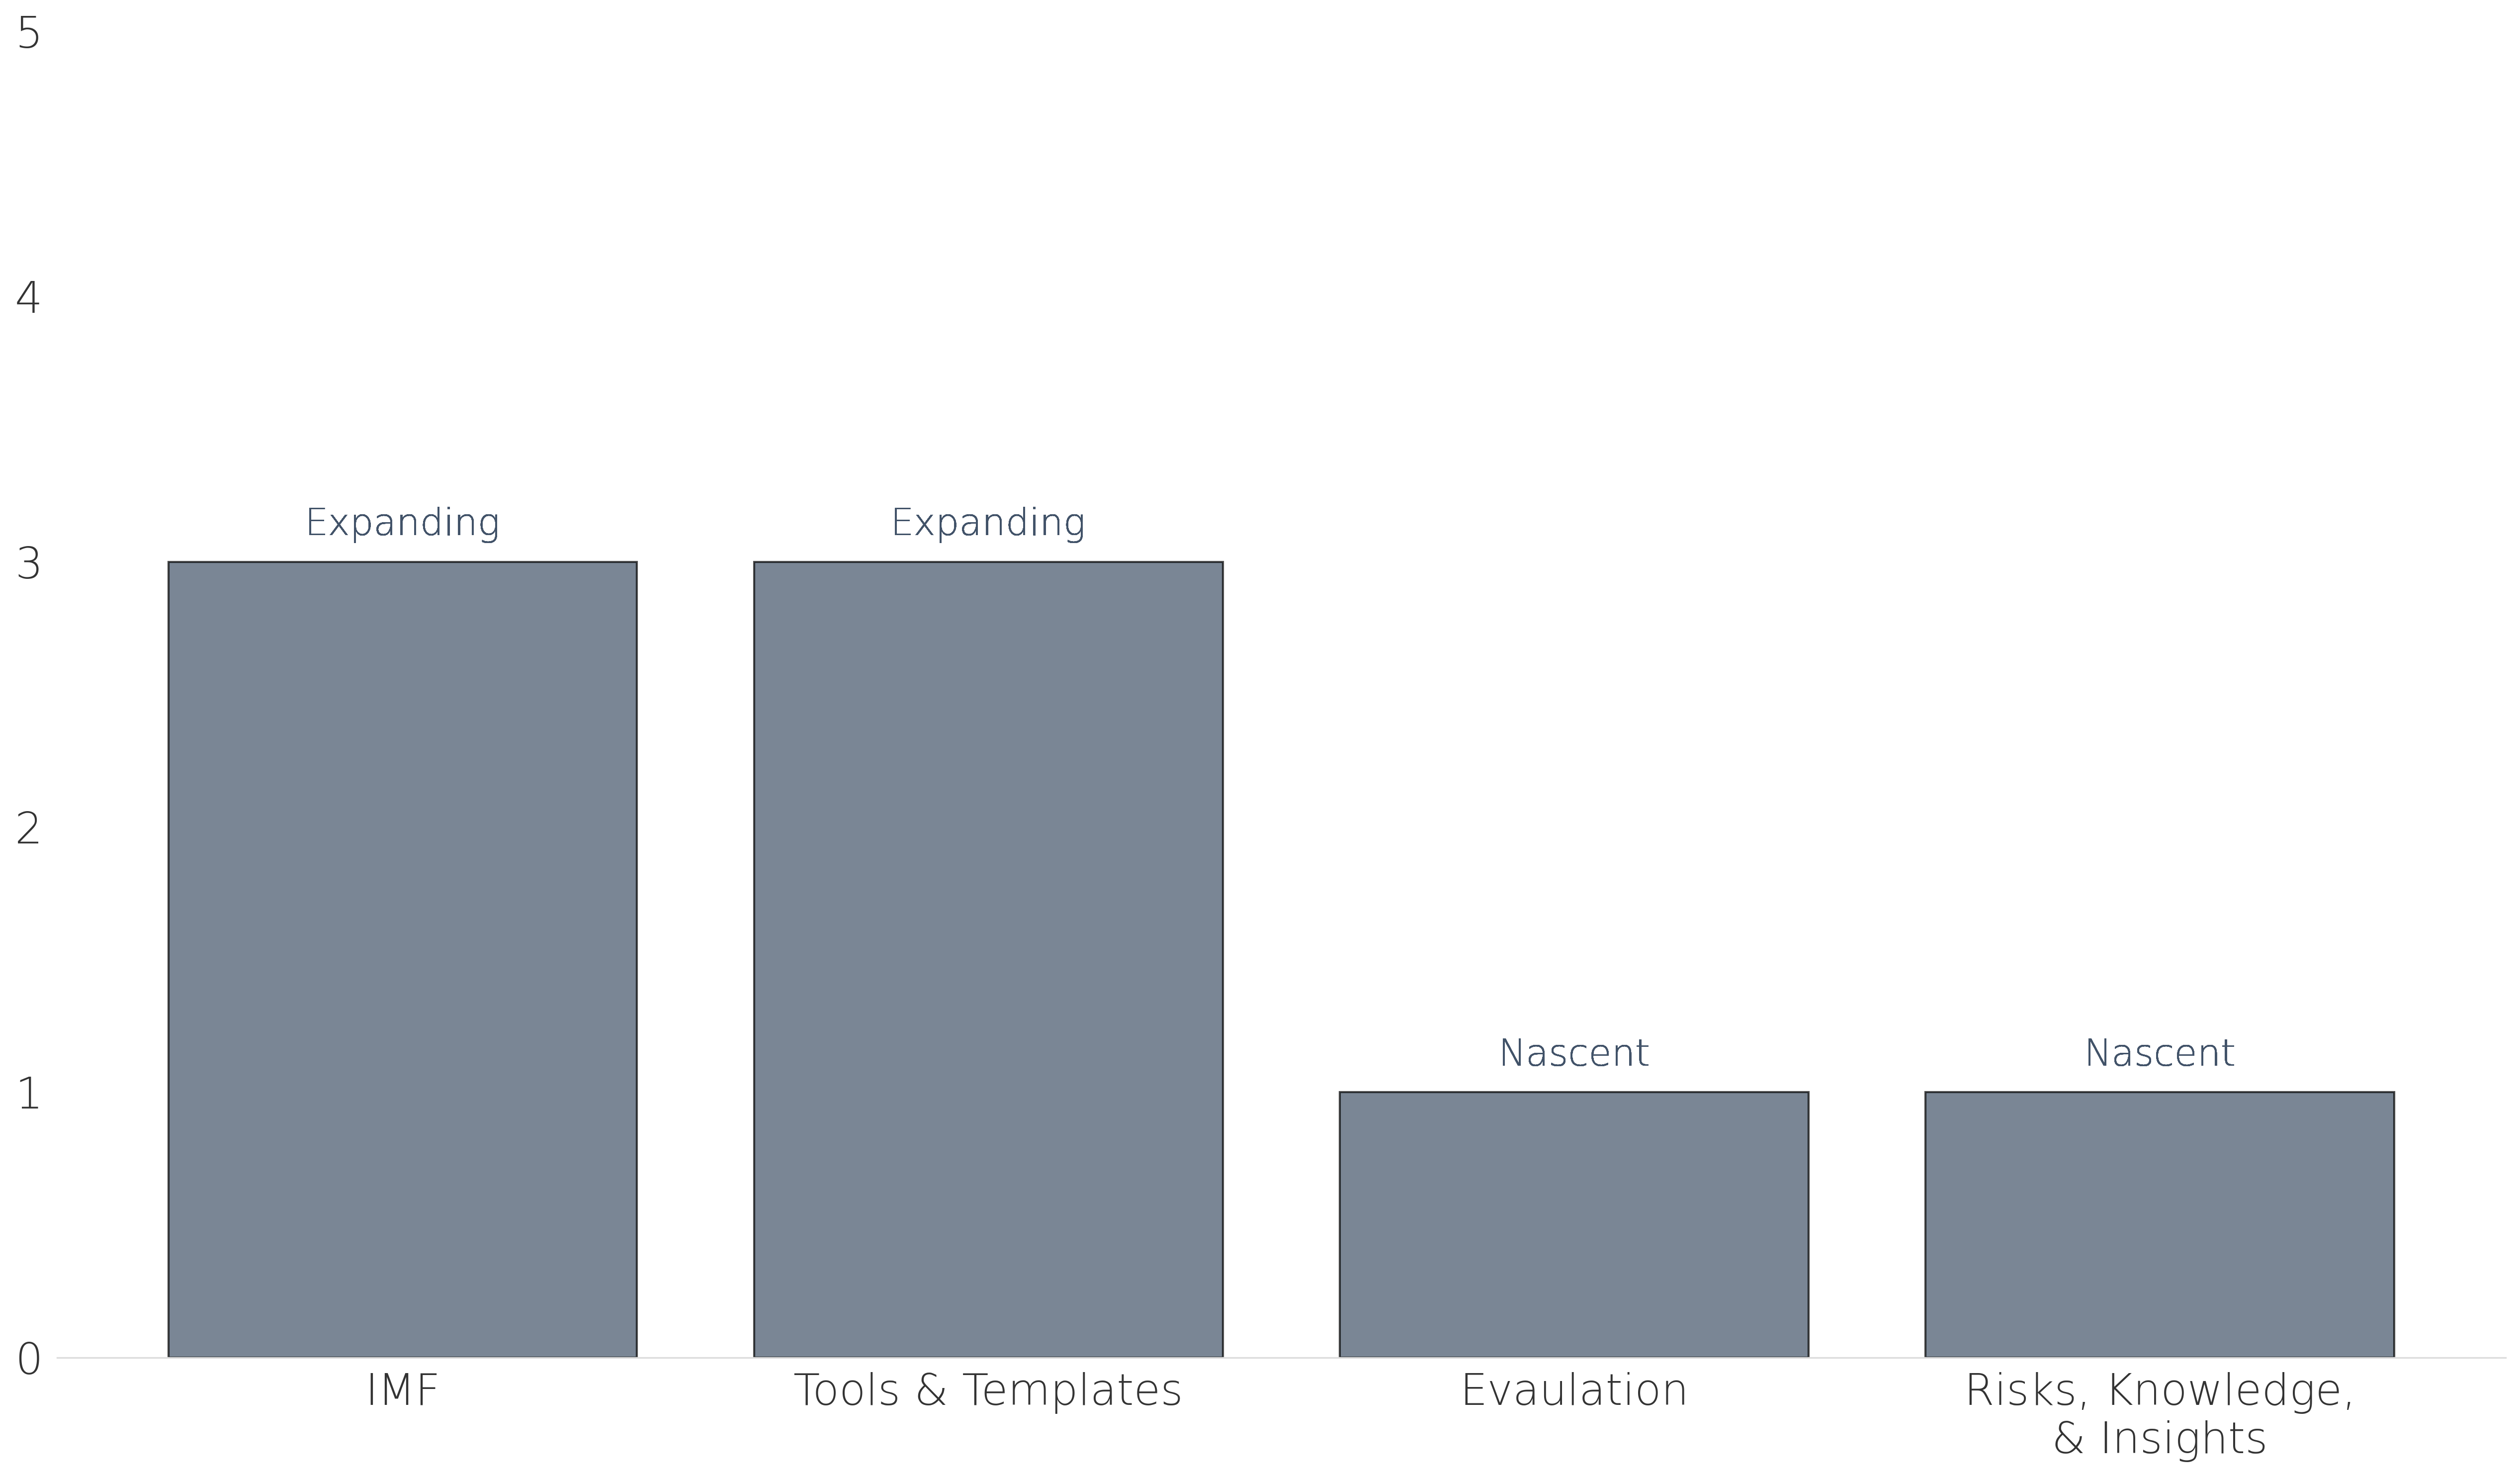 5
4
Expanding
Expanding
3
2
Nascent
Nascent
1
0
IMF
Tools & Templates
Evaulation
Risks, Knowledge,
& Insights